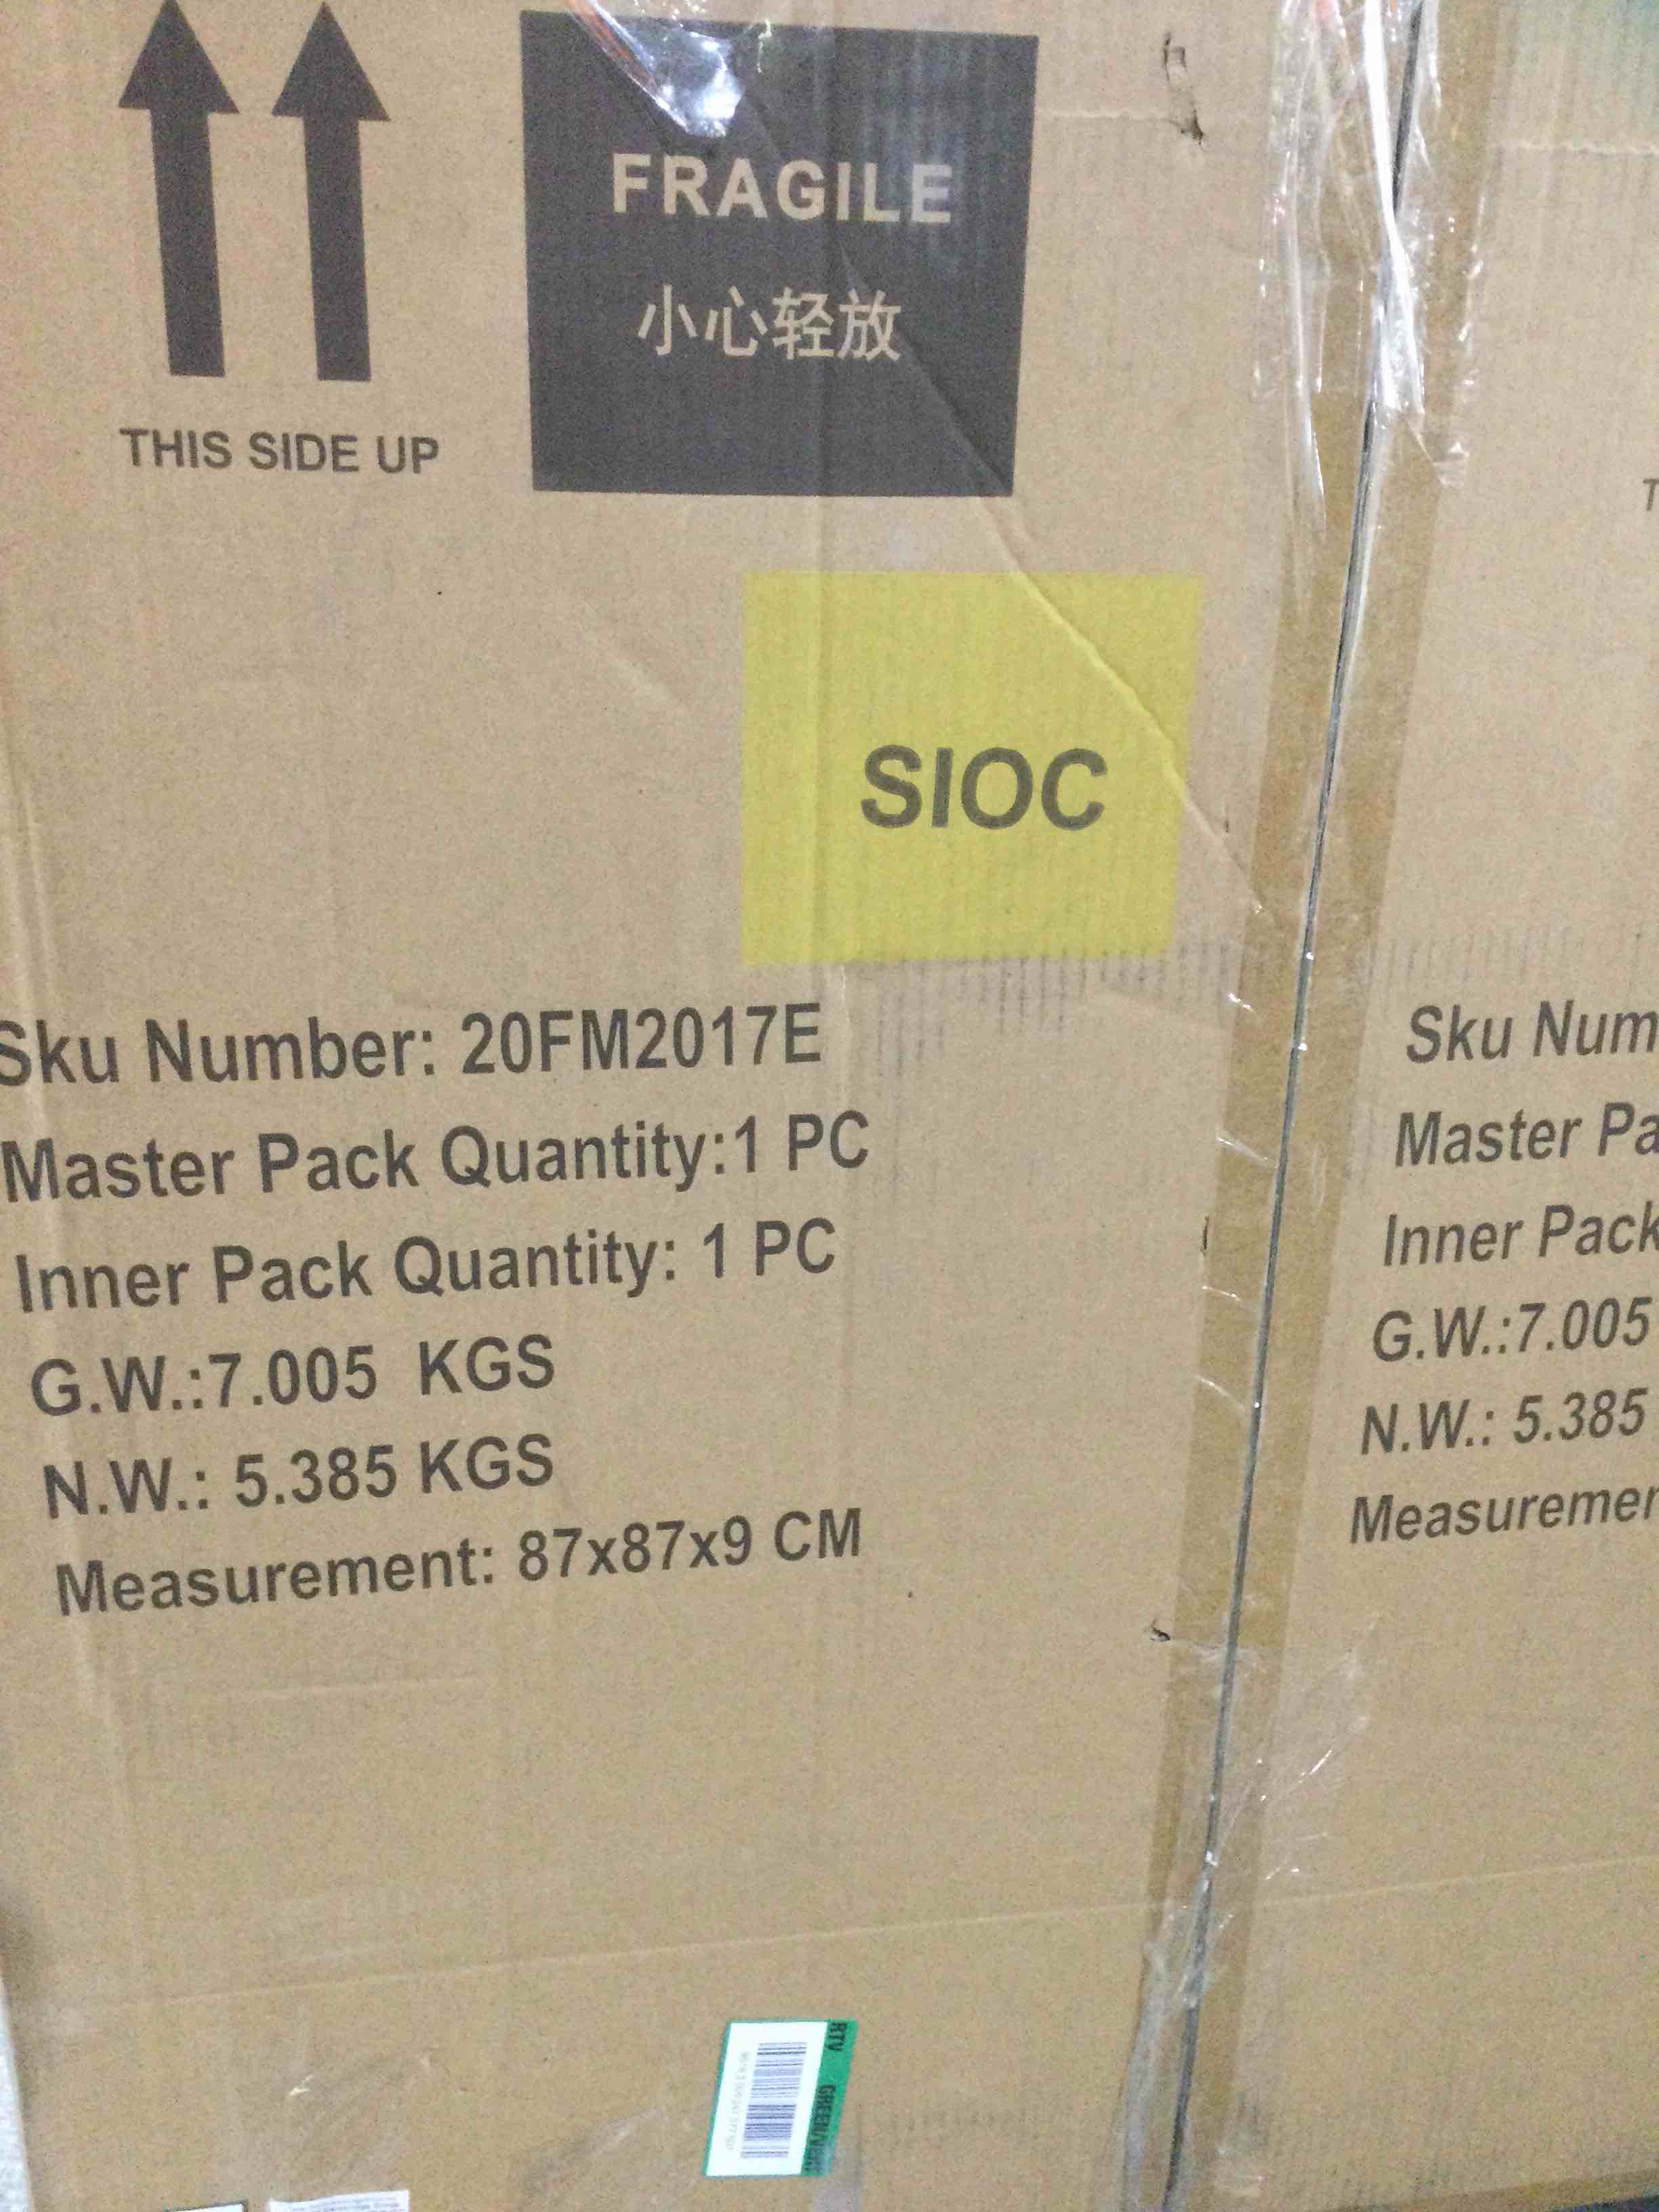 FRAGILE
小心轻放
THIS SIDE UP
SIOC
Sku Number: 20FM2017E
Master Pack Quantity:1 PC
Inner Pack Quantity: 1 PC
G.W.:7.005 KGS
N.W.: 5.385 KGS
Measurement: 87x87x9 CM
Sku Num
Master Pa
Inner Pack
G.W.:7.005
N.W.: 5.385
Measuremen
RTV